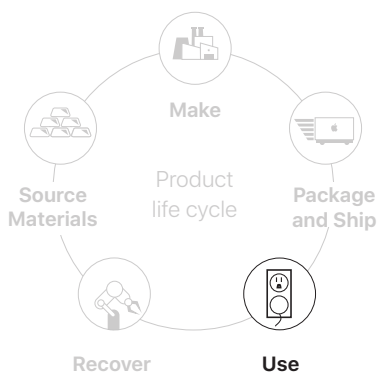 Make
Source
Materials
Product
life cycle
Package
and Ship
Recover
Use